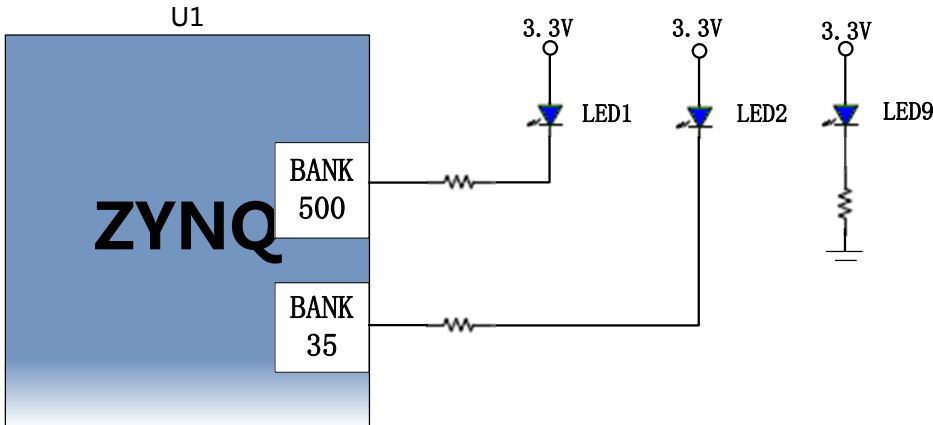 U1
3.3V
3.3V
3.3V
LED1
LED2
LED9
BANK
500
ZYNQ
BANK
35